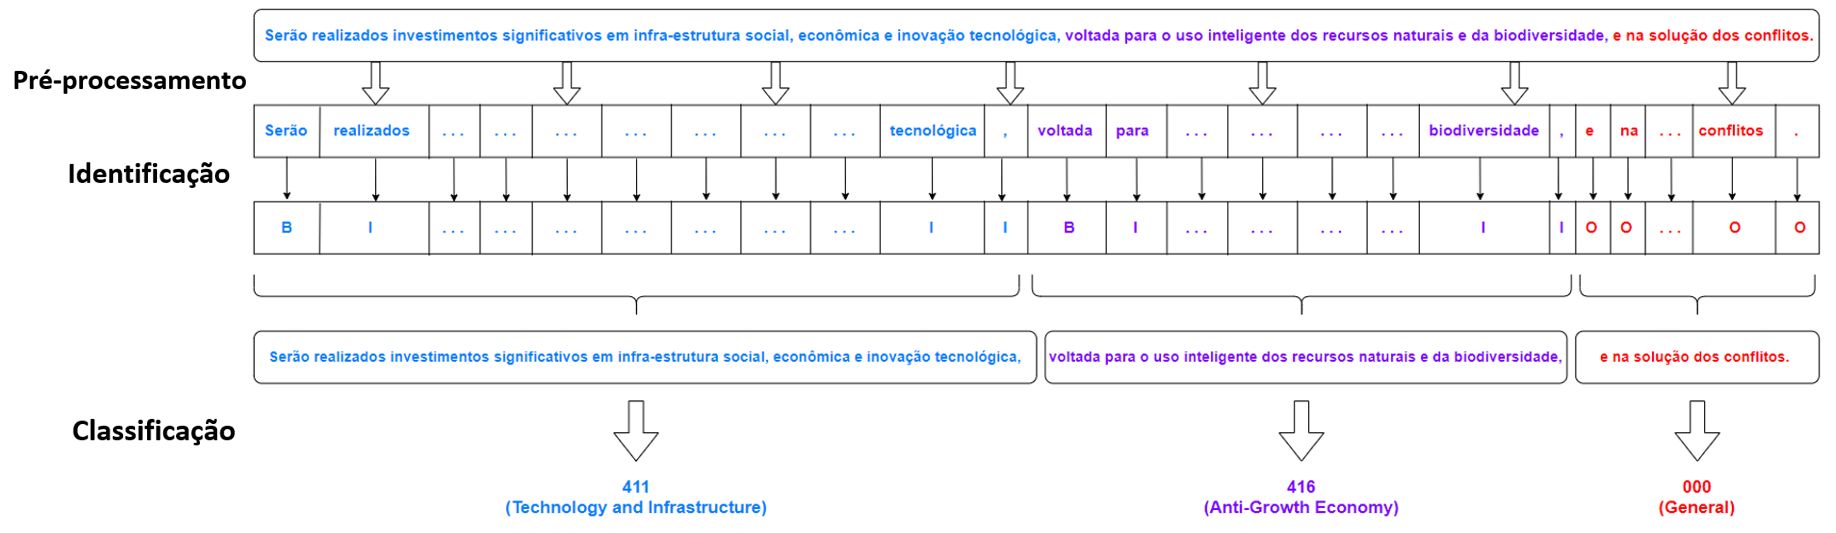 Serão realizados investimentos significativos em infra-estrutura social, econômica e inovação tecnológica, voltada para o uso inteligente dos recursos naturais e da biodiversidade, e na solução dos conflitos.
Pré-processamento
Serão realizados ... ... ... ... ... ... ... tecnológica , voltada para ... ... ... ... biodiversidade , e na ... conflitos .
Identificação
B I ... ... ... ... ... ... ... I I B I ... ... ... ... I I O O ... O O
Serão realizados investimentos significativos em infra-estrutura social, econômica e inovação tecnológica, voltada para o uso inteligente dos recursos naturais e da biodiversidade, e na solução dos conflitos.
Classificação
411 416 000
(Technology and Infrastructure) (Anti-Growth Economy) (General)